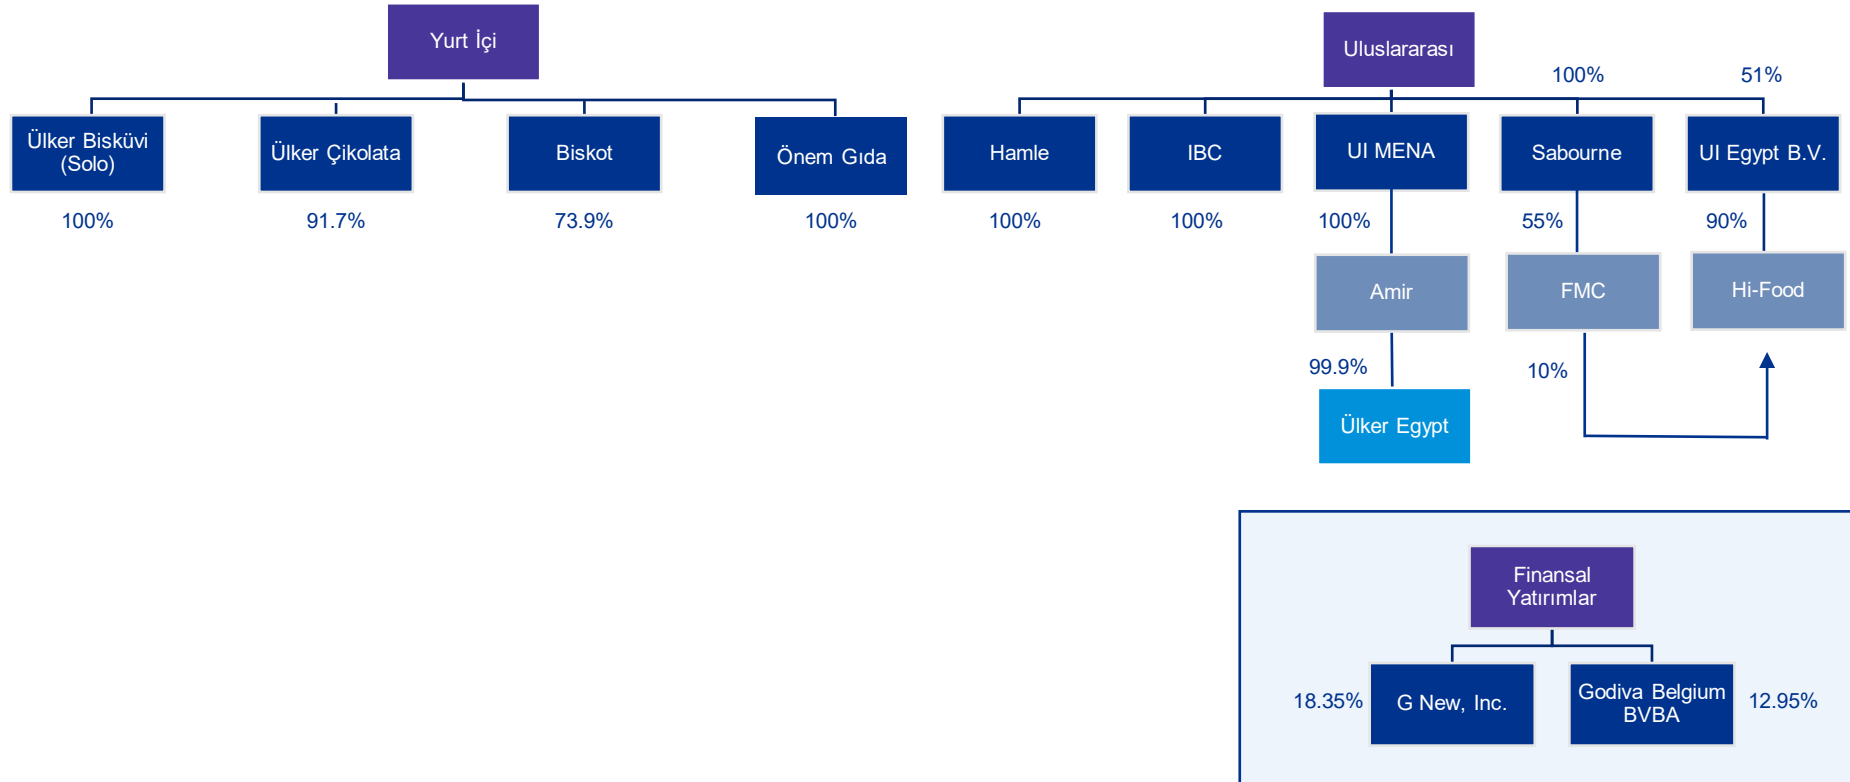 Yurt İçi
Ülker Bisküvi
(Solo)
Ülker Çikolata
Biskot
Önem Gıda
100%
91.7%
73.9%
100%
Uluslararası
100%
51%
Hamle
IBC
UI MENA
Sabourne
UI Egypt B.V.
100%
100%
100%
55%
90%
Amir
FMC
Hi-Food
99.9%
10%
Ülker Egypt
Finansal
Yatırımlar
18.35%
G New, Inc.
Godiva Belgium
BVBA
12.95%